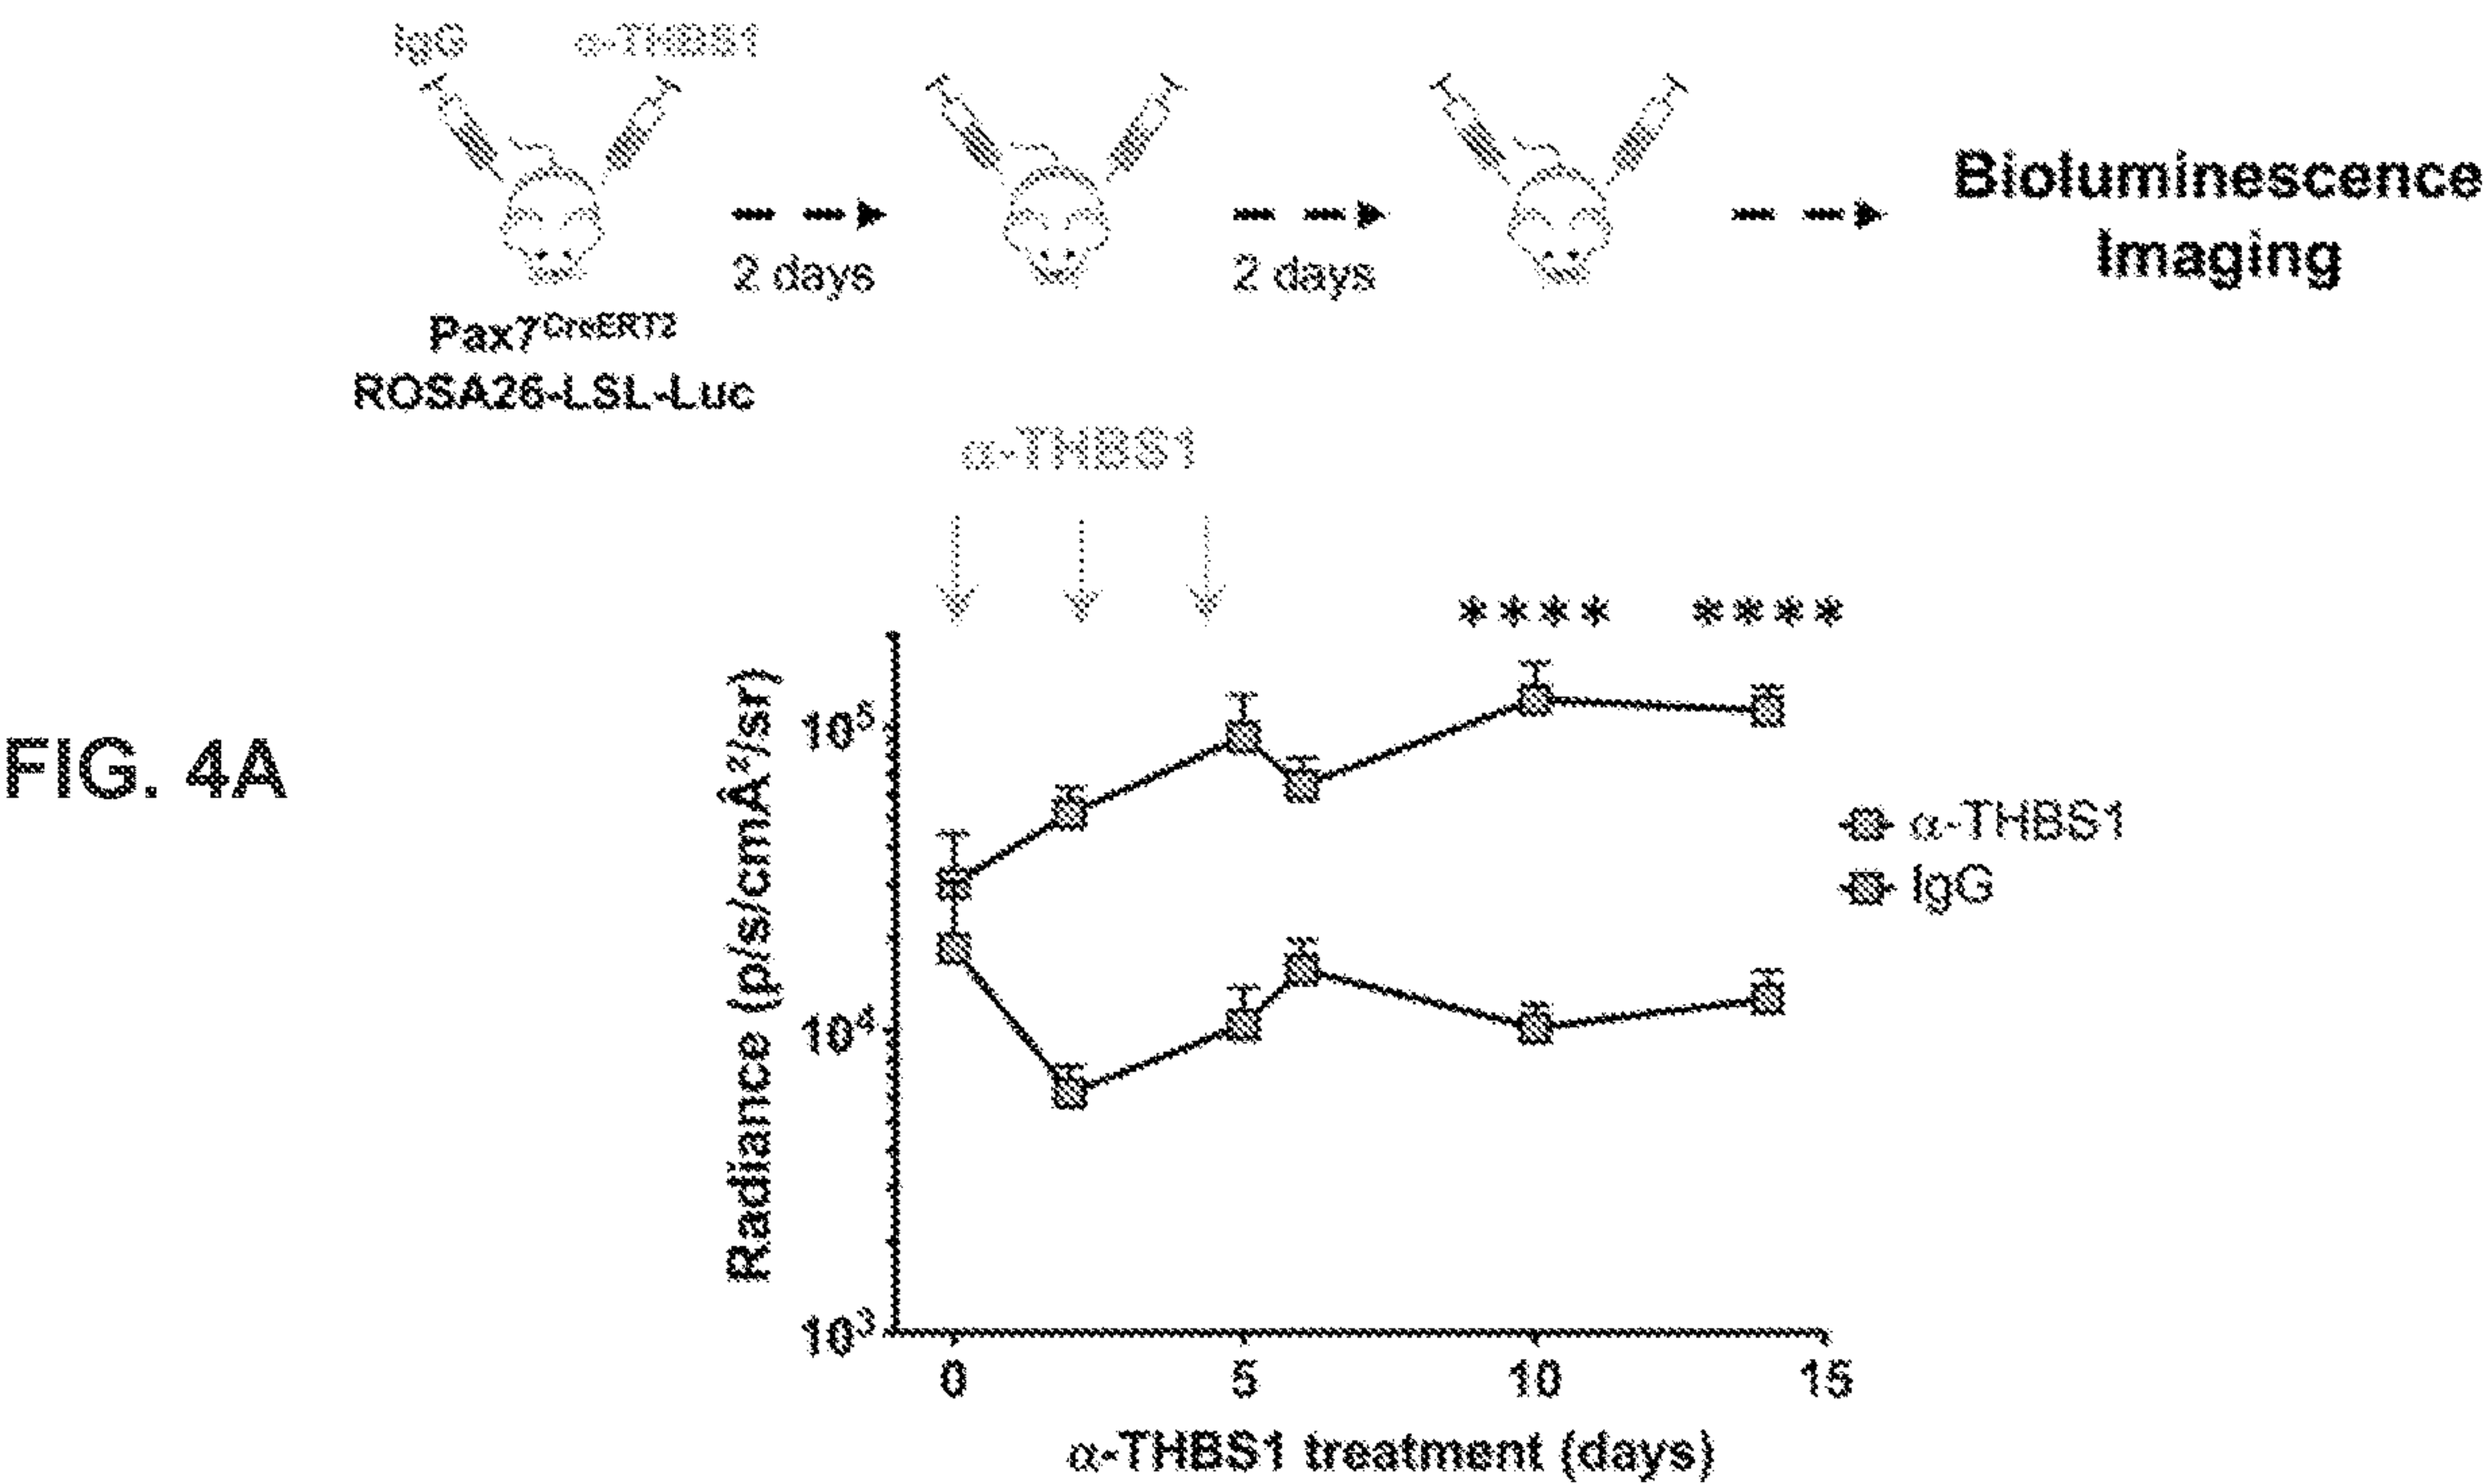 IgG α-THBS1
2 days 2 days
Bioluminescence
Imaging
Pax7CreERT2
ROSA26-LSL-Luc
α-THBS1
**** ****
FIG. 4A
Radiance (p/s/cmÂ²/sr)
10⁵
10⁴
10³
0 5 10 15
α-THBS1 treatment (days)
α-THBS1
IgG